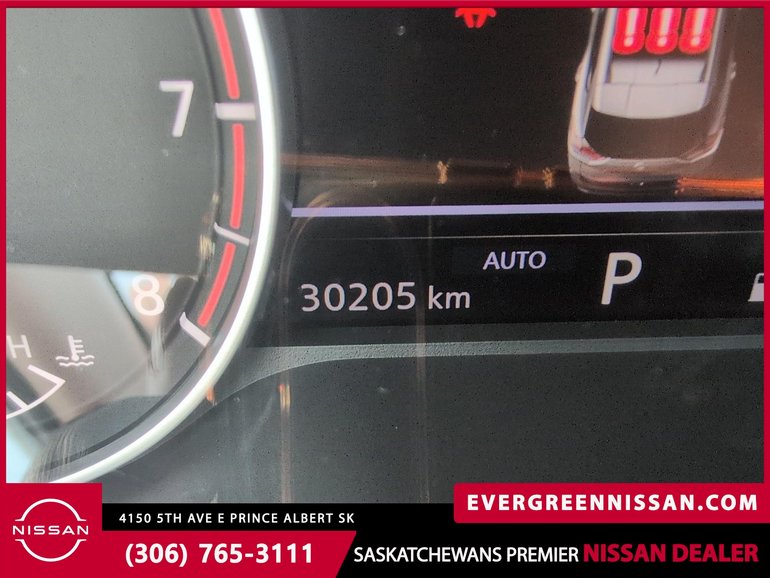 7
AUTO P
30205 km
8
H
EVERGREENNISSAN.COM
NISSAN
4150 5TH AVE E PRINCE ALBERT SK
(306) 765-3111
SASKATCHEWANS PREMIER NISSAN DEALER